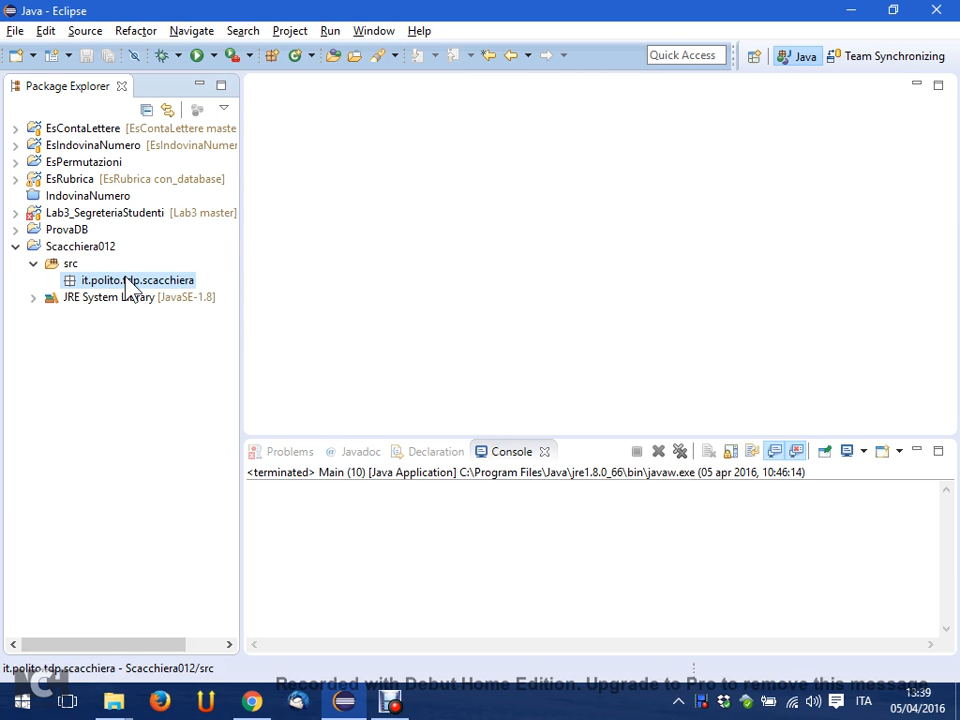 Java - Eclipse
File Edit Source Refactor Navigate Search Project Run Window Help
Quick Access
Java
Team Synchronizing
Package Explorer
EsContaLettere [EsContaLettere maste
EsIndovinaNumero [EsIndovinaNumer
EsPermutazioni
EsRubrica [EsRubrica con_database]
IndovinaNumero
Lab3_SegreteriaStudenti [Lab3 master]
ProvaDB
Scacchiera012
src
it.polito.tdp.scacchiera
JRE System Library [JavaSE-1.8]
Problems @ Javadoc Declaration Console
<terminated> Main (10) [Java Application] C:\Program Files\Java\jre1.8.0_66\bin\javaw.exe (05 apr 2016, 10:46:14)
it.polito.tdp.scacchiera - Scacchiera012/src
Recorded with Debut Home Edition. Upgrade to Pro to remove this message
ITA
13:39
05/04/2016